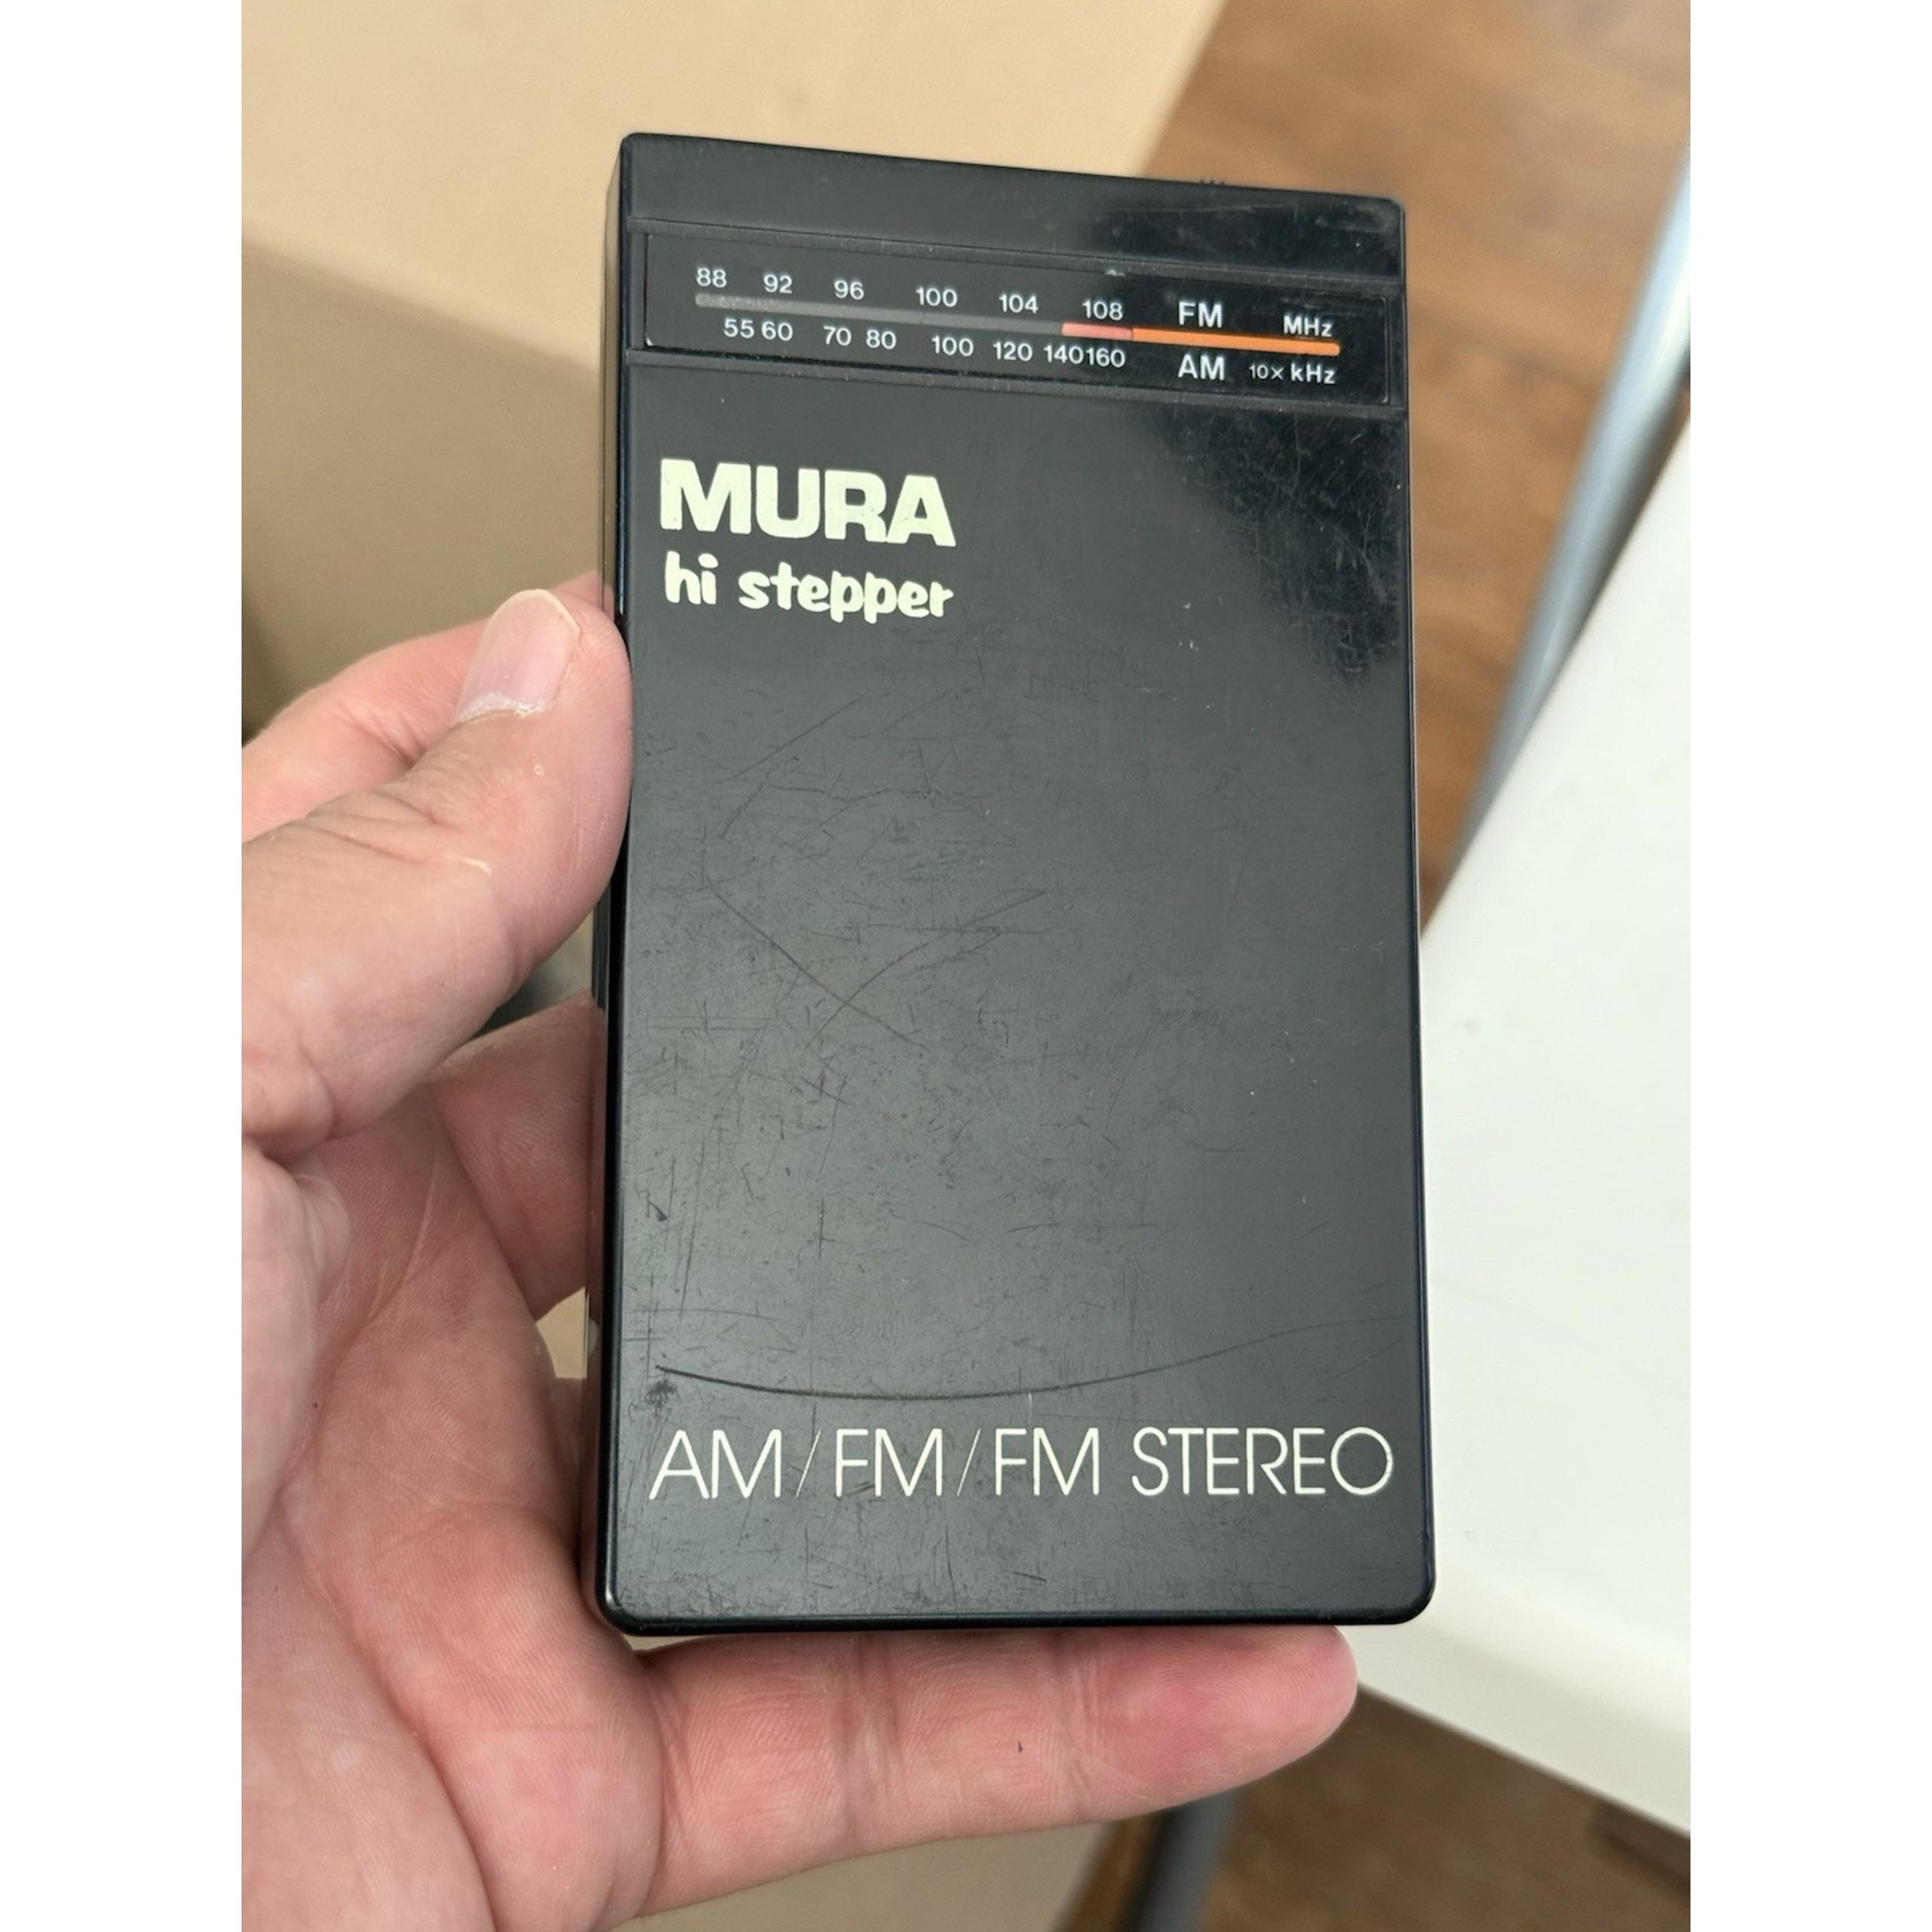 88 92 96 100 104 108 FM MHz
55 60 70 80 100 120 140 160 AM 10× kHz
MURA
hi stepper
AM/FM/FM STEREO